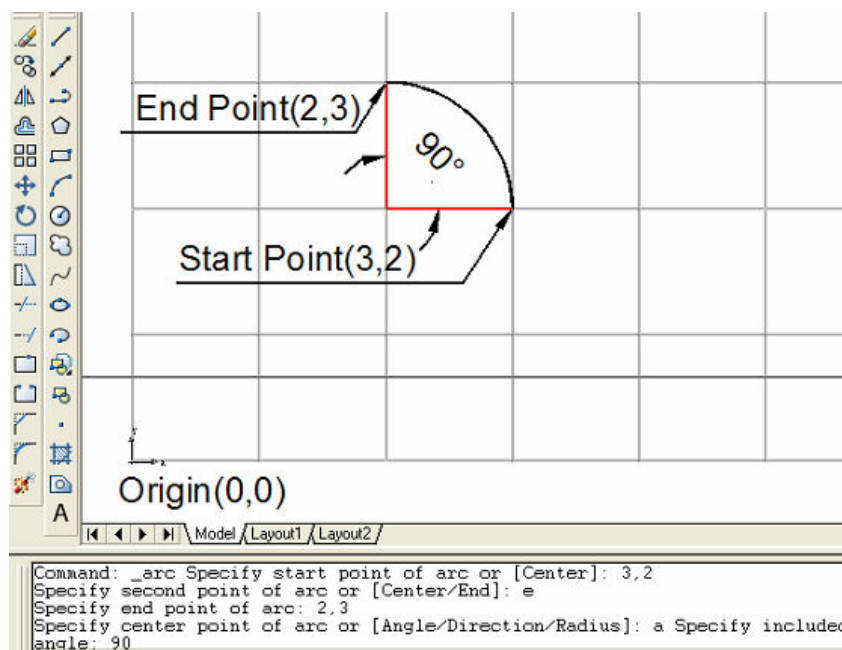 End Point(2,3)
90°
Start Point(3,2)
Origin(0,0)
A
Model Layout1 Layout2
Command: _arc Specify start point of arc or [Center]: 3,2
Specify second point of arc or [Center/End]: e
Specify end point of arc: 2,3
Specify center point of arc or [Angle/Direction/Radius]: a Specify included
angle: 90